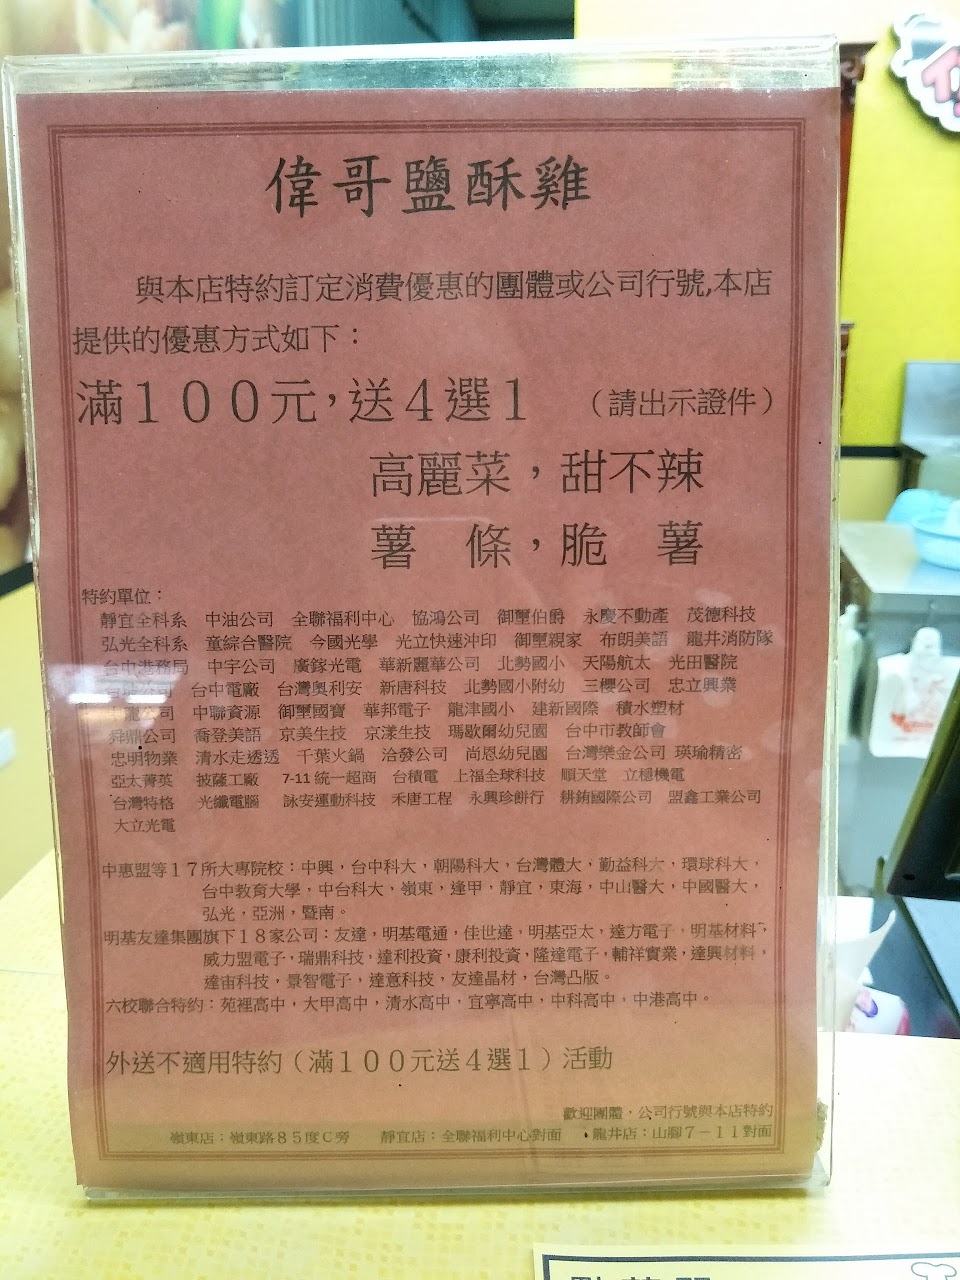 偉哥鹽酥雞
與本店特約訂定消費優惠的團體或公司行號,本店
提供的優惠方式如下：
滿１００元，送４選１ （請出示證件）
高麗菜，甜不辣
薯　條，脆　薯
特約單位：
靜宜全科系 中油公司 全聯福利中心 協鴻公司 御璽伯爵 永慶不動產 茂德科技
弘光全科系 童綜合醫院 今國光學 光立快速沖印 御璽親家 布朗美語 龍井消防隊
台中港務局 中宇公司 廣鎵光電 華新麗華公司 北勢國小 天陽航太 光田醫院
公司 台中電廠 台灣奧利安 新唐科技 北勢國小附幼 三櫻公司 忠立興業
中龍公司 中聯資源 御璽國寶 華邦電子 龍津國小 建新國際 積水塑材
舜鼎公司 喬登美語 京美生技 京漾生技 瑪歇爾幼兒園 台中市教師會
忠明物業 清水走透透 千葉火鍋 洽發公司 尚恩幼兒園 台灣樂金公司 瑛瑜精密
亞太菁英 披薩工廠 7-11統一超商 台積電 上福全球科技 順天堂 立穩機電
台灣特格 光纖電腦 詠安運動科技 禾唐工程 永興珍餅行 耕銪國際公司 盟鑫工業公司
大立光電
中惠盟等１７所大專院校：中興，台中科大，朝陽科大，台灣體大，勤益科大，環球科大，
台中教育大學，中台科大，嶺東，逢甲，靜宜，東海，中山醫大，中國醫大，
弘光，亞洲，暨南。
明基友達集團旗下１８家公司：友達，明基電通，佳世達，明基亞太，達方電子，明基材料，
威力盟電子，瑞鼎科技，達利投資，康利投資，隆達電子，輔祥實業，達興材料，
達宙科技，景智電子，達意科技，友達晶材，台灣凸版。
六校聯合特約：苑裡高中，大甲高中，清水高中，宜寧高中，中科高中，中港高中。
外送不適用特約（滿１００元送４選１）活動
歡迎團體，公司行號與本店特約
嶺東店：嶺東路８５度Ｃ旁 靜宜店：全聯福利中心對面 龍井店：山腳７－１１對面